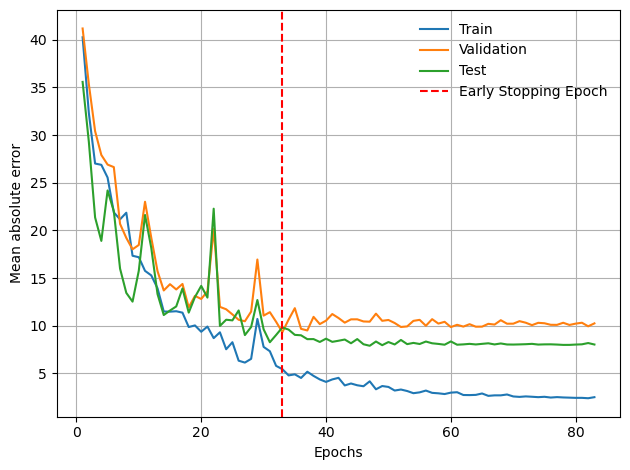 Train
Validation
Test
Early Stopping Epoch
Mean absolute error
40
35
30
25
20
15
10
5
0 20 40 60 80
Epochs